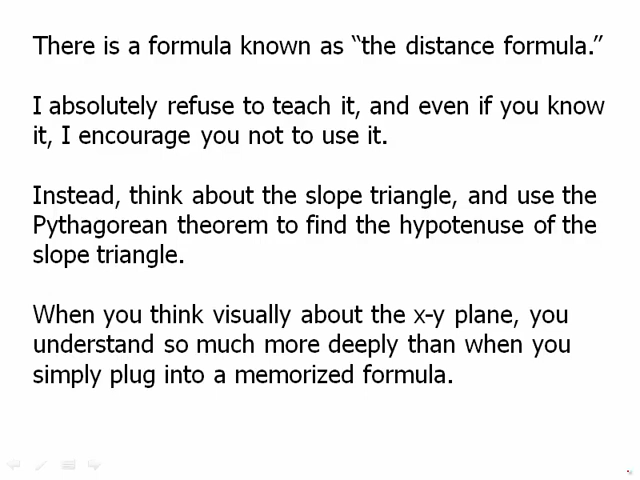 There is a formula known as “the distance formula.”
I absolutely refuse to teach it, and even if you know
it, I encourage you not to use it.
Instead, think about the slope triangle, and use the
Pythagorean theorem to find the hypotenuse of the
slope triangle.
When you think visually about the x-y plane, you
understand so much more deeply than when you
simply plug into a memorized formula.